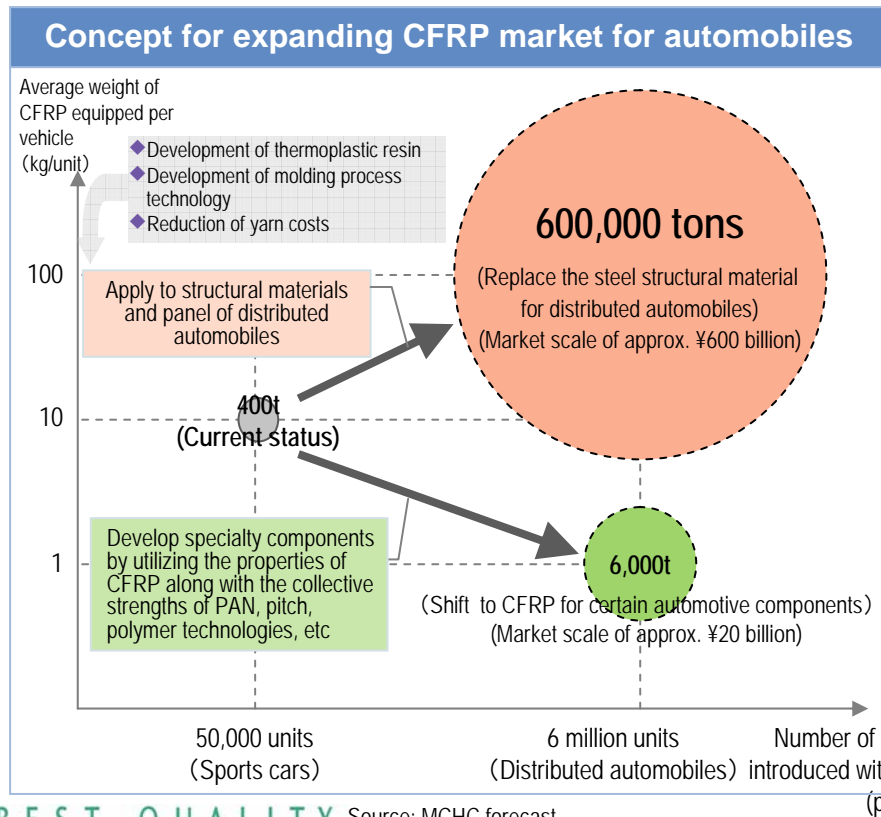 Concept for expanding CFRP market for automobiles
Average weight of
CFRP equipped per
vehicle
（kg/unit）
◆Development of thermoplastic resin
◆Development of molding process
technology
◆Reduction of yarn costs
600,000 tons
(Replace the steel structural material
for distributed automobiles)
(Market scale of approx. ¥600 billion)
100
Apply to structural materials
and panel of distributed
automobiles
10
400t
(Current status)
1
Develop specialty components
by utilizing the properties of
CFRP along with the collective
strengths of PAN, pitch,
polymer technologies, etc
6,000t
（Shift to CFRP for certain automotive components）
(Market scale of approx. ¥20 billion)
50,000 units
（Sports cars）
6 million units
（Distributed automobiles）
Number of
introduced wit
(p
BEST QUALITY
Source: MCHC forecast